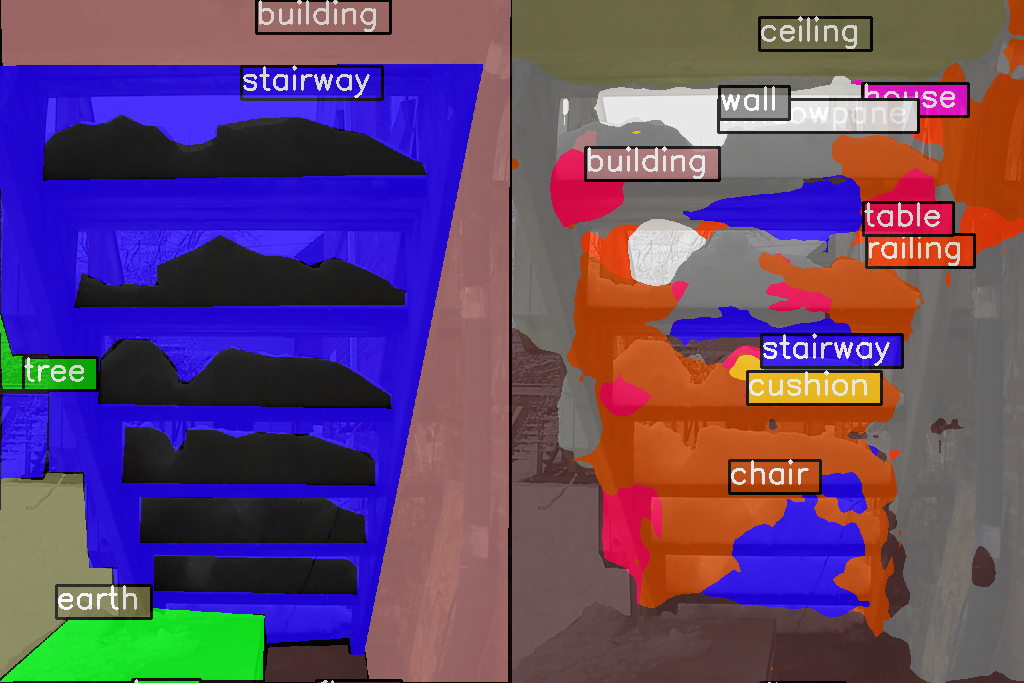 building
stairway
tree
earth
ceiling
house
wall
building
table
railing
stairway
cushion
chair